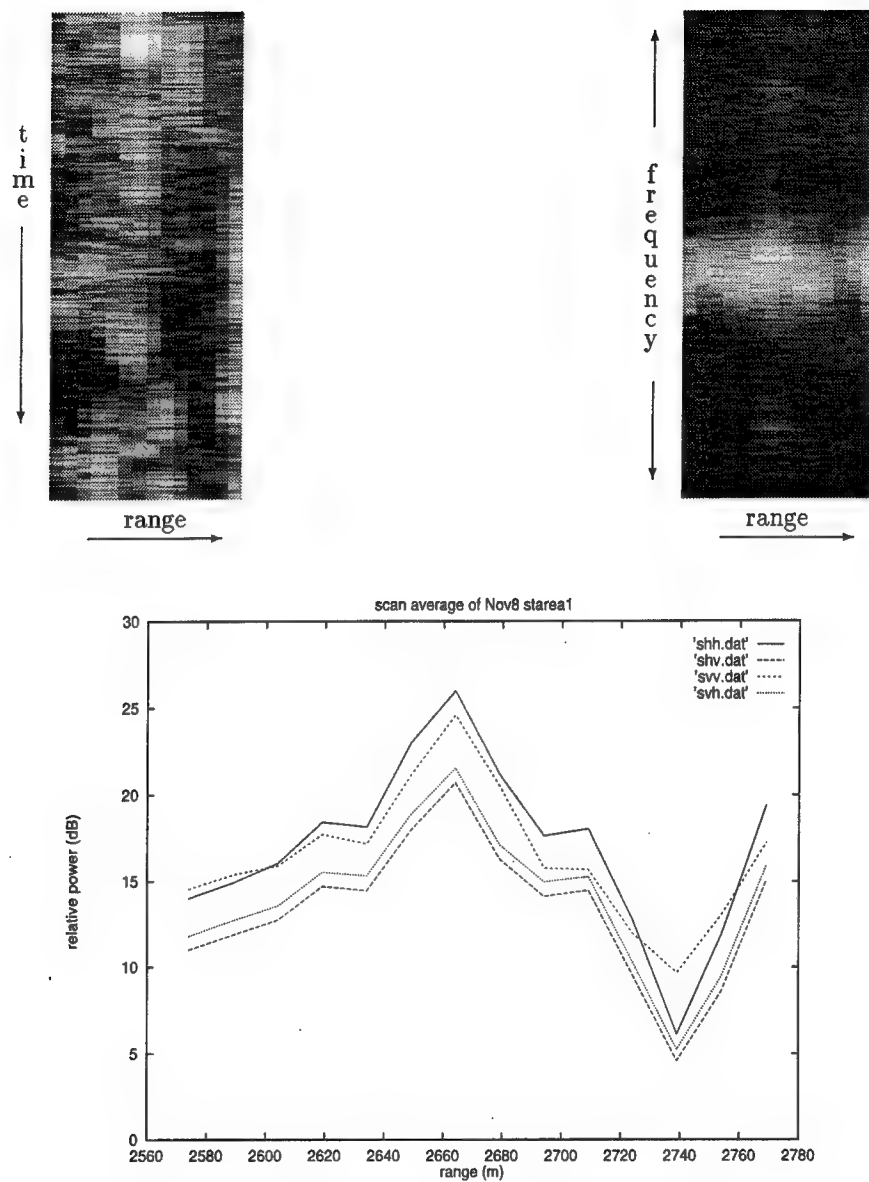 time
range
frequency
range
scan average of Nov8 starea1
30
25
20
15
10
5
0
relative power (dB)
'shh.dat'
'shv.dat'
'svv.dat'
'svh.dat'
2560 2580 2600 2620 2640 2660 2680 2700 2720 2740 2760 2780
range (m)